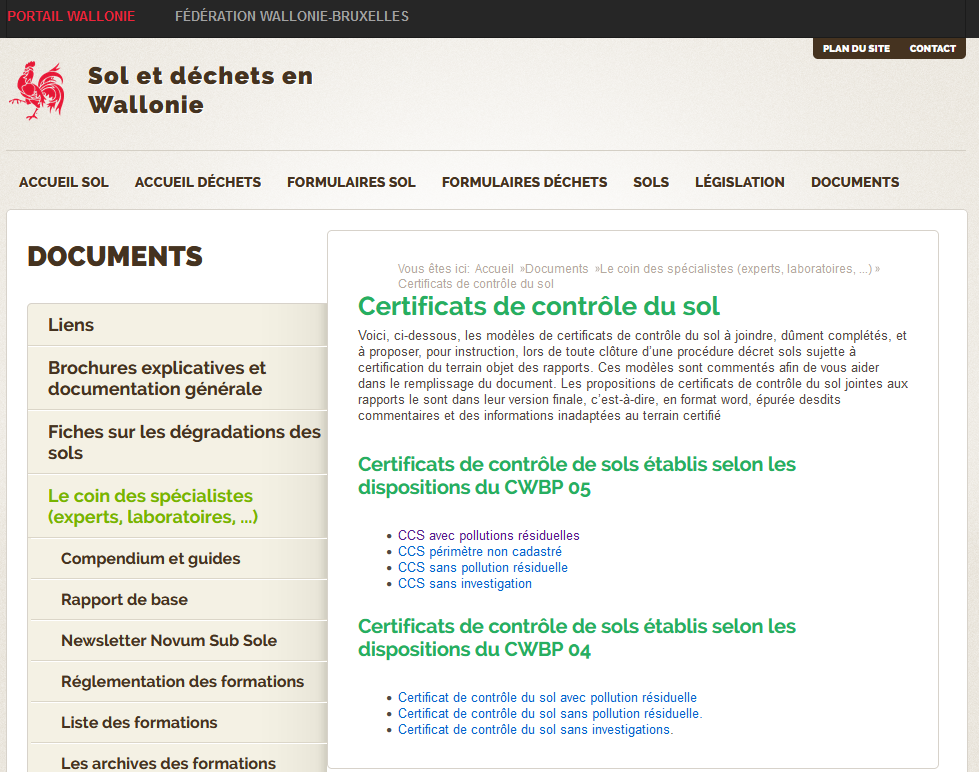 PORTAIL WALLONIE
FÉDÉRATION WALLONIE-BRUXELLES
PLAN DU SITE
CONTACT
Sol et déchets en
Wallonie
ACCUEIL SOL
ACCUEIL DÉCHETS
FORMULAIRES SOL
FORMULAIRES DÉCHETS
SOLS
LÉGISLATION
DOCUMENTS
DOCUMENTS
Liens
Brochures explicatives et
documentation générale
Fiches sur les dégradations des
sols
Le coin des spécialistes
(experts, laboratoires, ...)
Compendium et guides
Rapport de base
Newsletter Novum Sub Sole
Réglementation des formations
Liste des formations
Les archives des formations
Vous êtes ici: Accueil »Documents »Le coin des spécialistes (experts, laboratoires, ...) »
Certificats de contrôle du sol
Certificats de contrôle du sol
Voici, ci-dessous, les modèles de certificats de contrôle du sol à joindre, dûment complétés, et
à proposer, pour instruction, lors de toute clôture d'une procédure décret sols sujette à
certification du terrain objet des rapports. Ces modèles sont commentés afin de vous aider
dans le remplissage du document. Les propositions de certificats de contrôle du sol jointes aux
rapports le sont dans leur version finale, c'est-à-dire, en format word, épurée desdits
commentaires et des informations inadaptées au terrain certifié
Certificats de contrôle de sols établis selon les
dispositions du CWBP 05
• CCS avec pollutions résiduelles
• CCS périmètre non cadastré
• CCS sans pollution résiduelle
• CCS sans investigation
Certificats de contrôle de sols établis selon les
dispositions du CWBP 04
• Certificat de contrôle du sol avec pollution résiduelle
• Certificat de contrôle du sol sans pollution résiduelle.
• Certificat de contrôle du sol sans investigations.